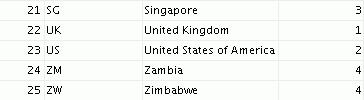 21 SG Singapore 3
22 UK United Kingdom 1
23 US United States of America 2
24 ZM Zambia 4
25 ZW Zimbabwe 4